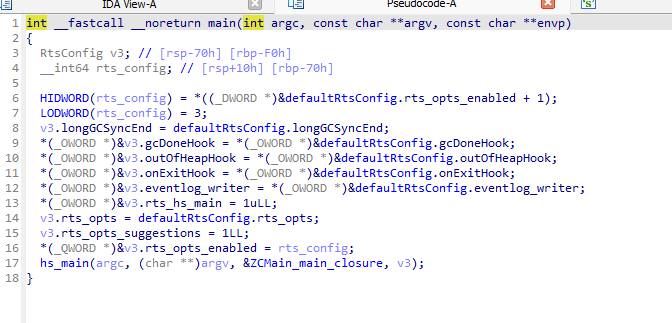 IDA View-A Pseudocode-A 's'
1 int __fastcall __noreturn main(int argc, const char **argv, const char **envp)
2 {
3 RtsConfig v3; // [rsp-70h] [rbp-F0h]
4 __int64 rts_config; // [rsp+10h] [rbp-70h]
5
6 HIDWORD(rts_config) = *((_DWORD *)&defaultRtsConfig.rts_opts_enabled + 1);
7 LODWORD(rts_config) = 3;
8 v3.longGCSyncEnd = defaultRtsConfig.longGCSyncEnd;
9 *(_OWORD *)&v3.gcDoneHook = *(_OWORD *)&defaultRtsConfig.gcDoneHook;
10 *(_OWORD *)&v3.outOfHeapHook = *(_OWORD *)&defaultRtsConfig.outOfHeapHook;
11 *(_OWORD *)&v3.onExitHook = *(_OWORD *)&defaultRtsConfig.onExitHook;
12 *(_OWORD *)&v3.eventlog_writer = *(_OWORD *)&defaultRtsConfig.eventlog_writer;
13 *(_OWORD *)&v3.rts_hs_main = 1uLL;
14 v3.rts_opts = defaultRtsConfig.rts_opts;
15 v3.rts_opts_suggestions = 1LL;
16 *(_QWORD *)&v3.rts_opts_enabled = rts_config;
17 hs_main(argc, (char **)argv, &ZCMain_main_closure, v3);
18 }